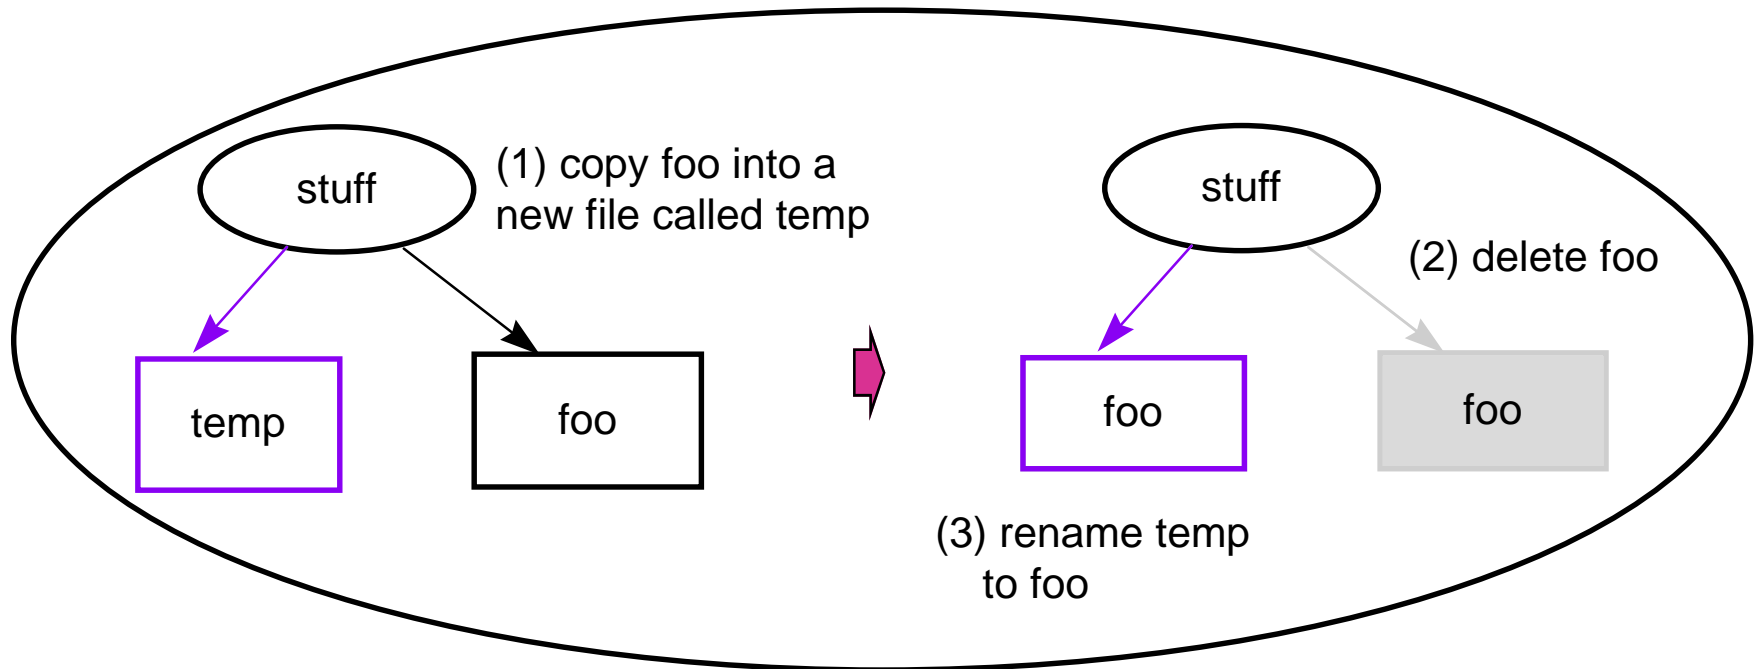 stuff
(1) copy foo into a
new file called temp
temp
foo
stuff
(2) delete foo
foo
foo
(3) rename temp
to foo